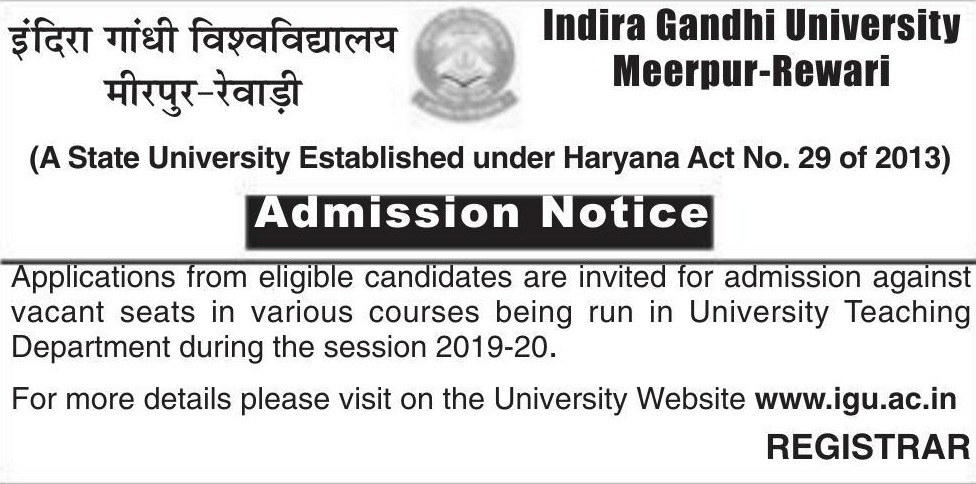 इंदिरा गांधी विश्वविद्यालय
मीरपुर-रेवाड़ी
Indira Gandhi University
Meerpur-Rewari
(A State University Established under Haryana Act No. 29 of 2013)
Admission Notice
Applications from eligible candidates are invited for admission against
vacant seats in various courses being run in University Teaching
Department during the session 2019-20.
For more details please visit on the University Website www.igu.ac.in
REGISTRAR